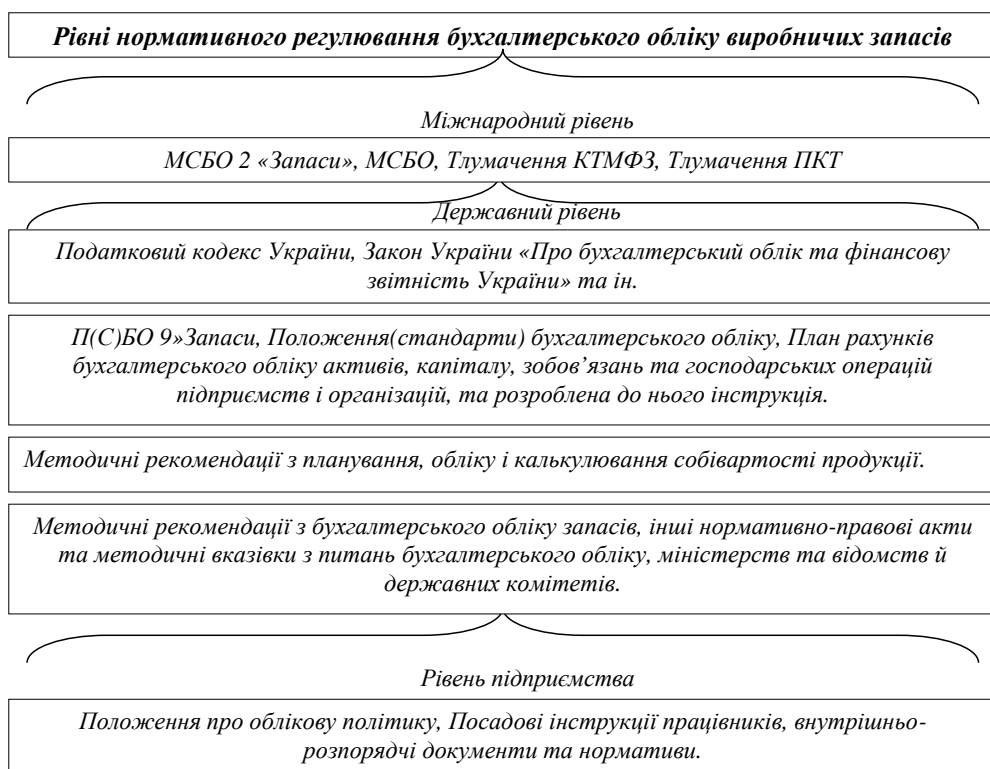 Рівні нормативного регулювання бухгалтерського обліку виробничих запасів
Міжнародний рівень
МСБО 2 «Запаси», МСБО, Тлумачення КТМФЗ, Тлумачення ПКТ
Державний рівень
Податковий кодекс України, Закон України «Про бухгалтерський облік та фінансову
звітність України» та ін.
П(С)БО 9»Запаси, Положення(стандарти) бухгалтерського обліку, План рахунків
бухгалтерського обліку активів, капіталу, зобов’язань та господарських операцій
підприємств і організацій, та розроблена до нього інструкція.
Методичні рекомендації з планування, обліку і калькулювання собівартості продукції.
Методичні рекомендації з бухгалтерського обліку запасів, інші нормативно-правові акти
та методичні вказівки з питань бухгалтерського обліку, міністерств та відомств й
державних комітетів.
Рівень підприємства
Положення про облікову політику, Посадові інструкції працівників, внутрішньо-
розпорядчі документи та нормативи.